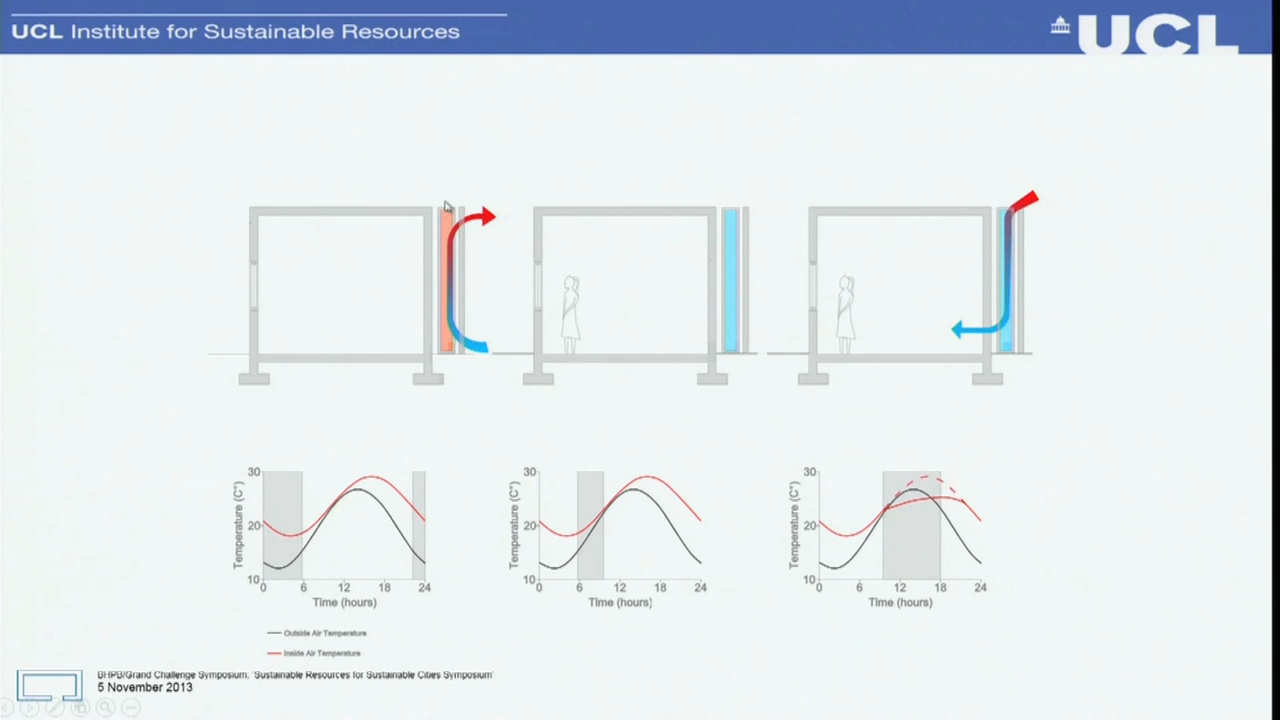 UCL Institute for Sustainable Resources
UCL
30
20
10
Temperature (C°)
0 6 12 18 24
Time (hours)
30
20
10
Temperature (C°)
0 6 12 18 24
Time (hours)
30
20
10
Temperature (C°)
0 6 12 18 24
Time (hours)
Outside Air Temperature
Inside Air Temperature
BHPB/Grand Challenge Symposium. 'Sustainable Resources for Sustainable Cities Symposium'
5 November 2013